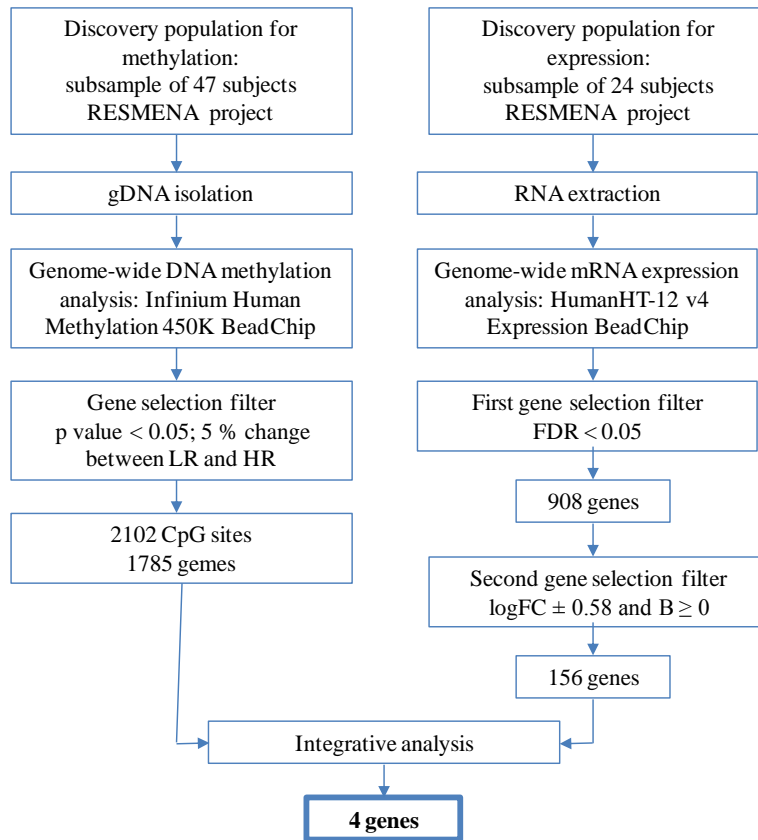 Discovery population for
methylation:
subsample of 47 subjects
RESMENA project
gDNA isolation
Genome-wide DNA methylation
analysis: Infinium Human
Methylation 450K BeadChip
Gene selection filter
p value < 0.05; 5 % change
between LR and HR
2102 CpG sites
1785 gemes
Discovery population for
expression:
subsample of 24 subjects
RESMENA project
RNA extraction
Genome-wide mRNA expression
analysis: HumanHT-12 v4
Expression BeadChip
First gene selection filter
FDR < 0.05
908 genes
Second gene selection filter
logFC ± 0.58 and B ≥ 0
156 genes
Integrative analysis
4 genes